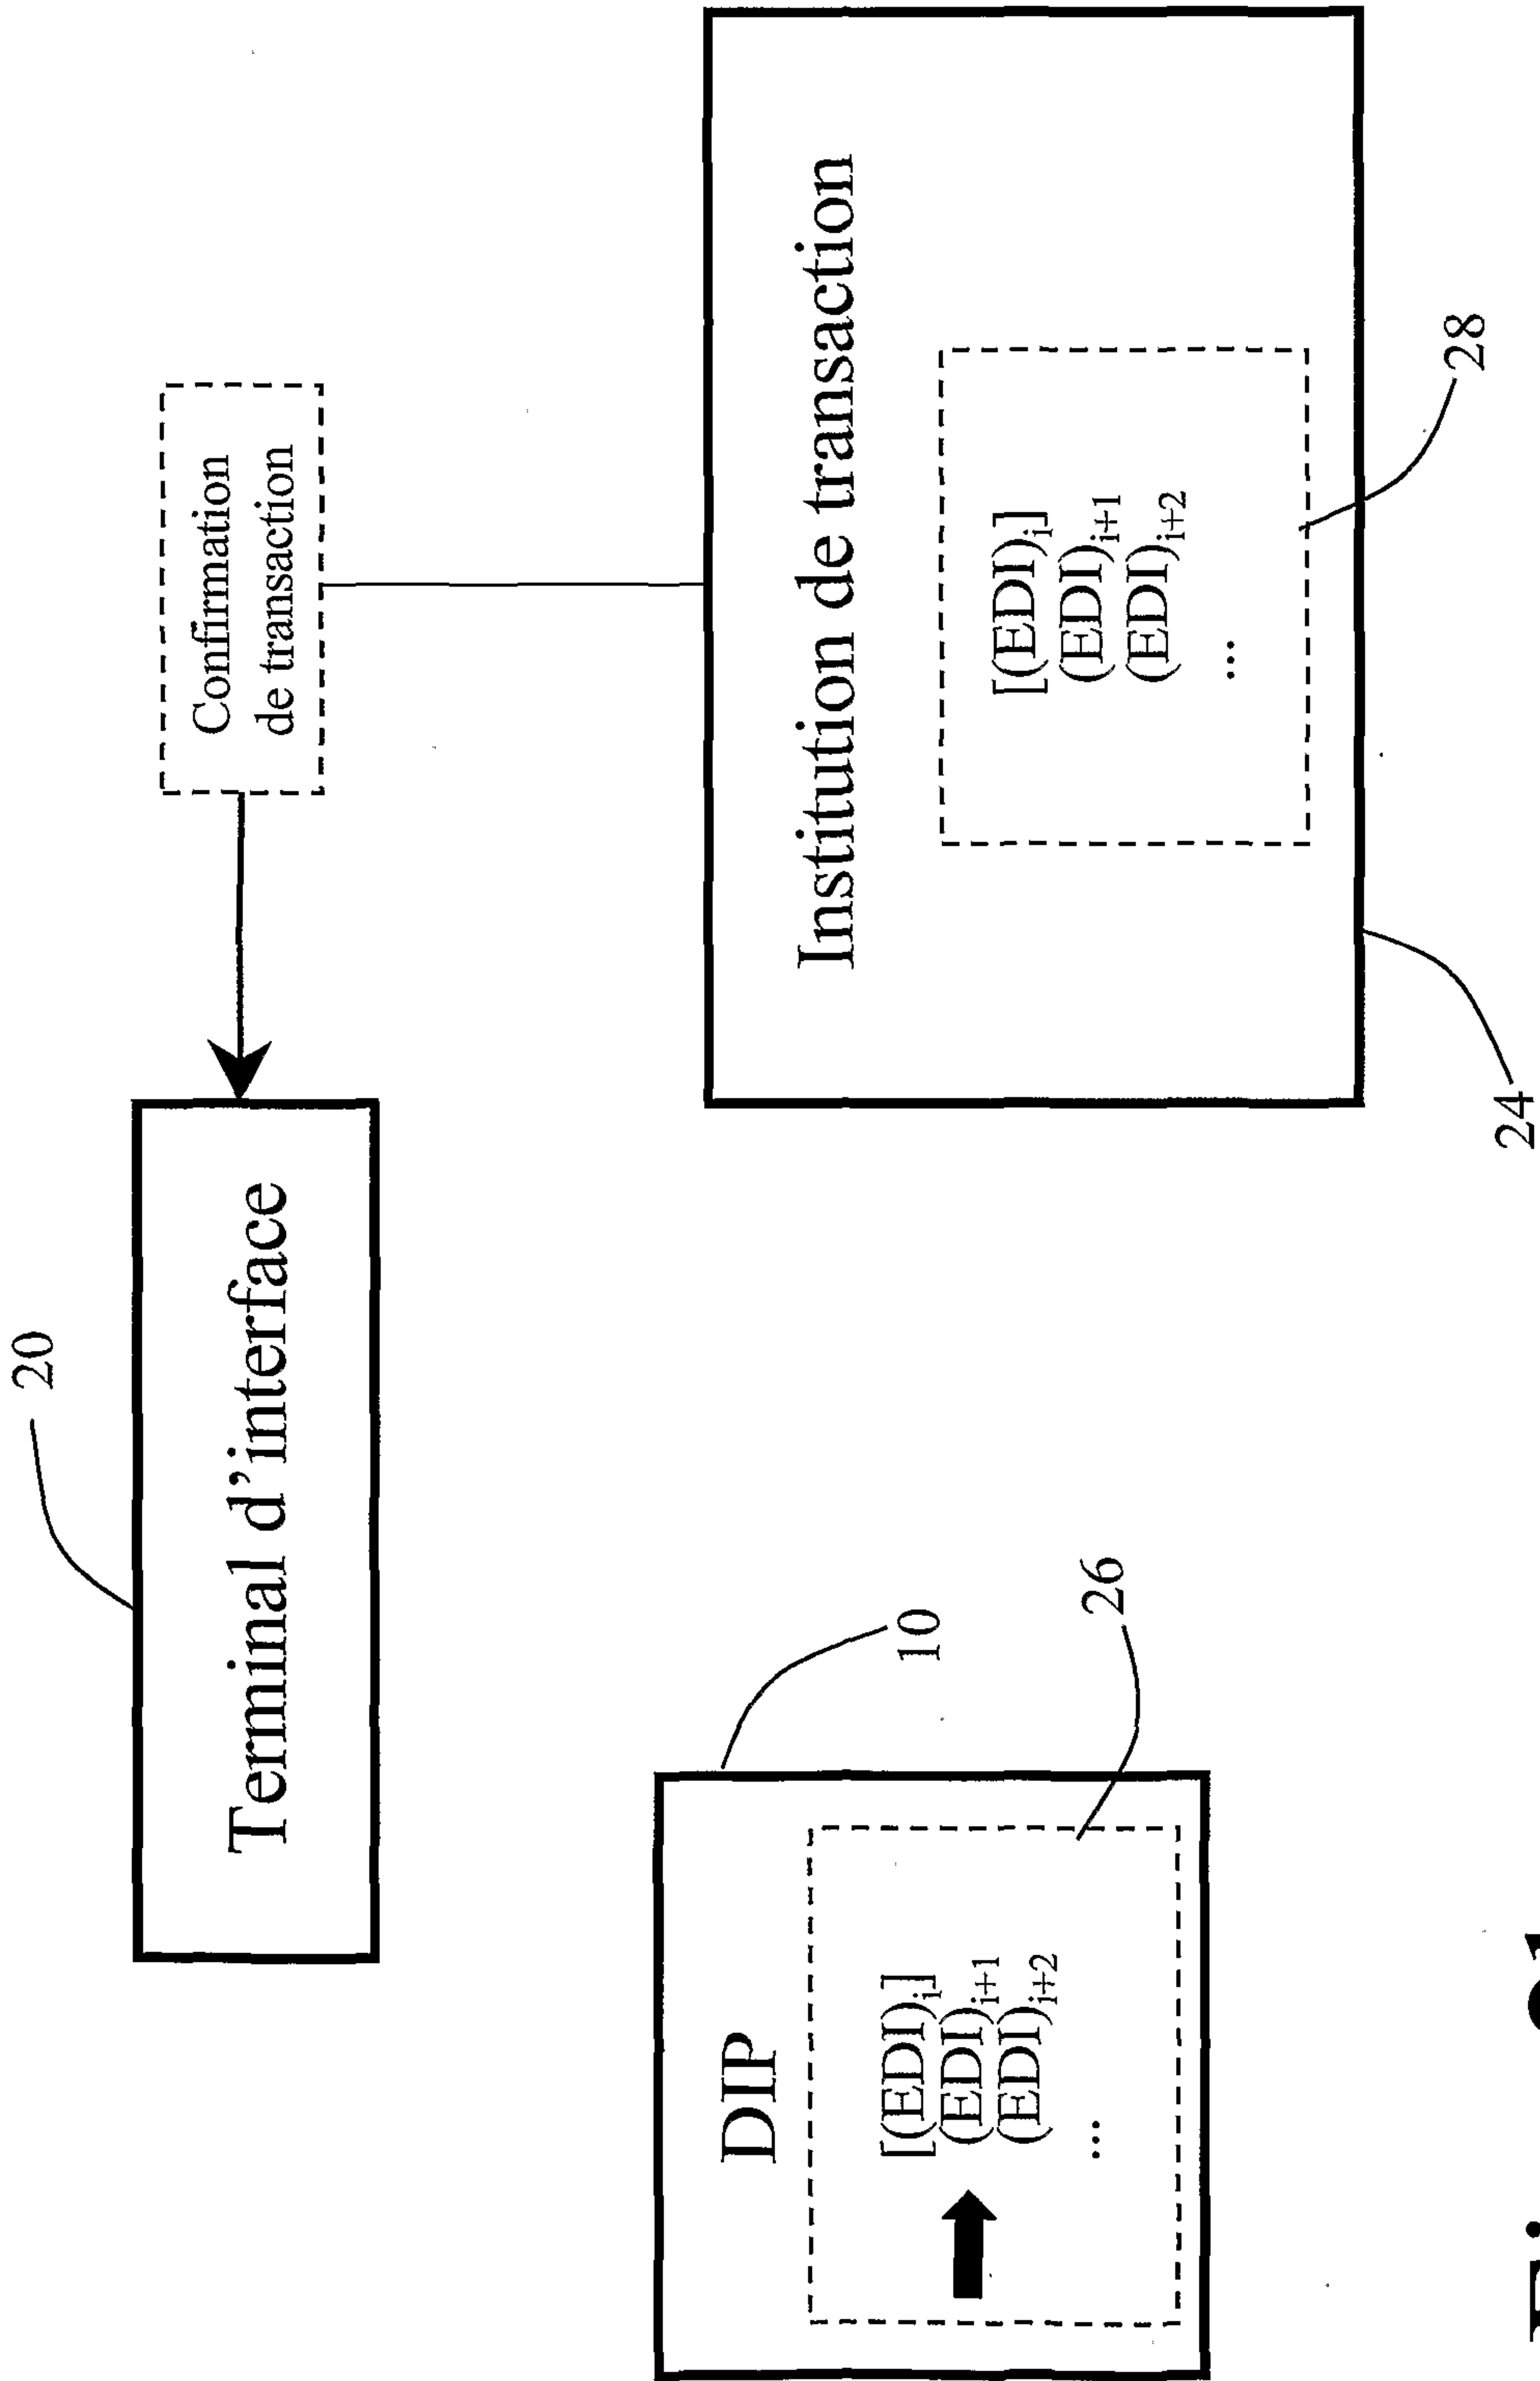 20
Terminal d'interface
Confirmation
de transaction
DIP
[(EDI)i]
(EDI)i+1
(EDI)i+2
...
10
26
Institution de transaction
[(EDI)i]
(EDI)i+1
(EDI)i+2
...
28
24